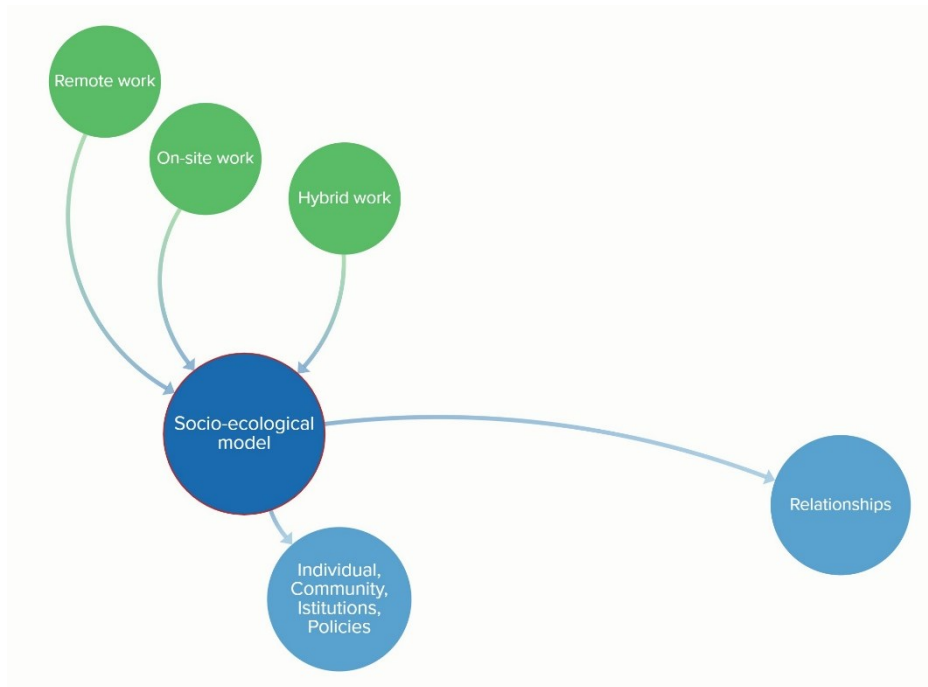 Remote work
On-site work
Hybrid work
Socio-ecological
model
Relationships
Individual,
Community,
Istitutions,
Policies